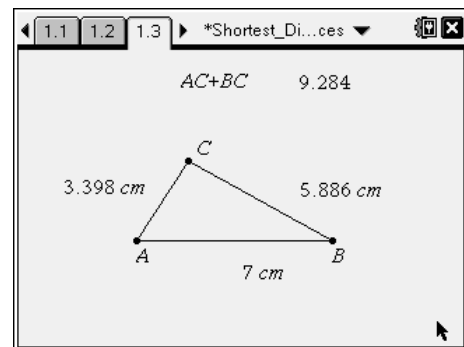 1.1 1.2 1.3 *Shortest_Di...ces
AC+BC 9.284
C
3.398 cm 5.886 cm
A B
7 cm